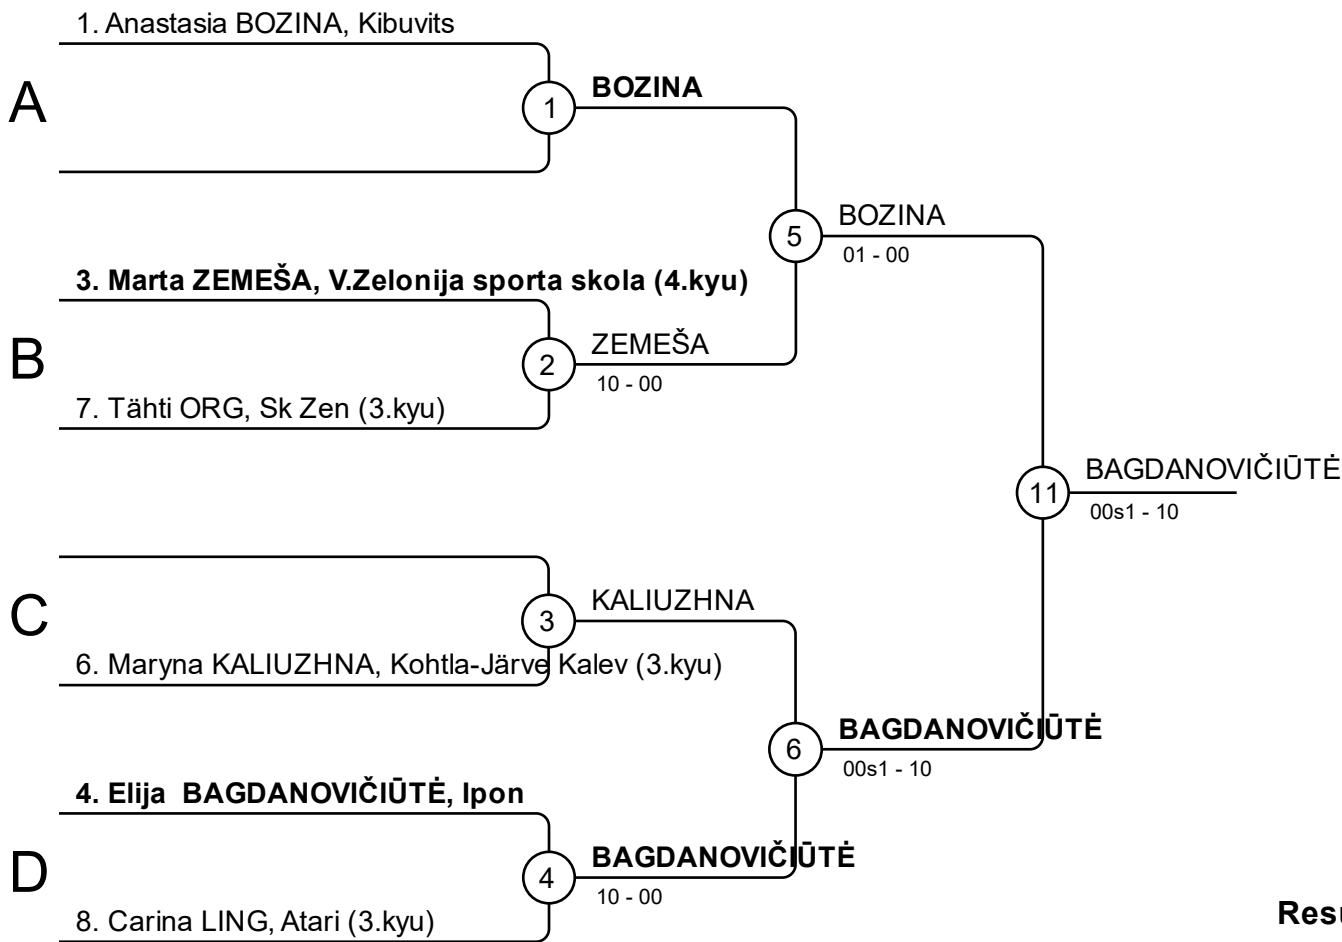 1. Anastasia BOZINA, Kibuvits
A
1
BOZINA
5
BOZINA
01 - 00
3. Marta ZEMEŠA, V.Zelonija sporta skola (4.kyu)
B
2
ZEMEŠA
10 - 00
7. Tähti ORG, Sk Zen (3.kyu)
11
BAGDANOVIČIŪTĖ
00s1 - 10
C
3
KALIUZHNA
6. Maryna KALIUZHNA, Kohtla-Järve Kalev (3.kyu)
6
BAGDANOVIČIŪTĖ
00s1 - 10
4. Elija  BAGDANOVIČIŪTĖ, Ipon
D
4
BAGDANOVIČIŪTĖ
10 - 00
8. Carina LING, Atari (3.kyu)